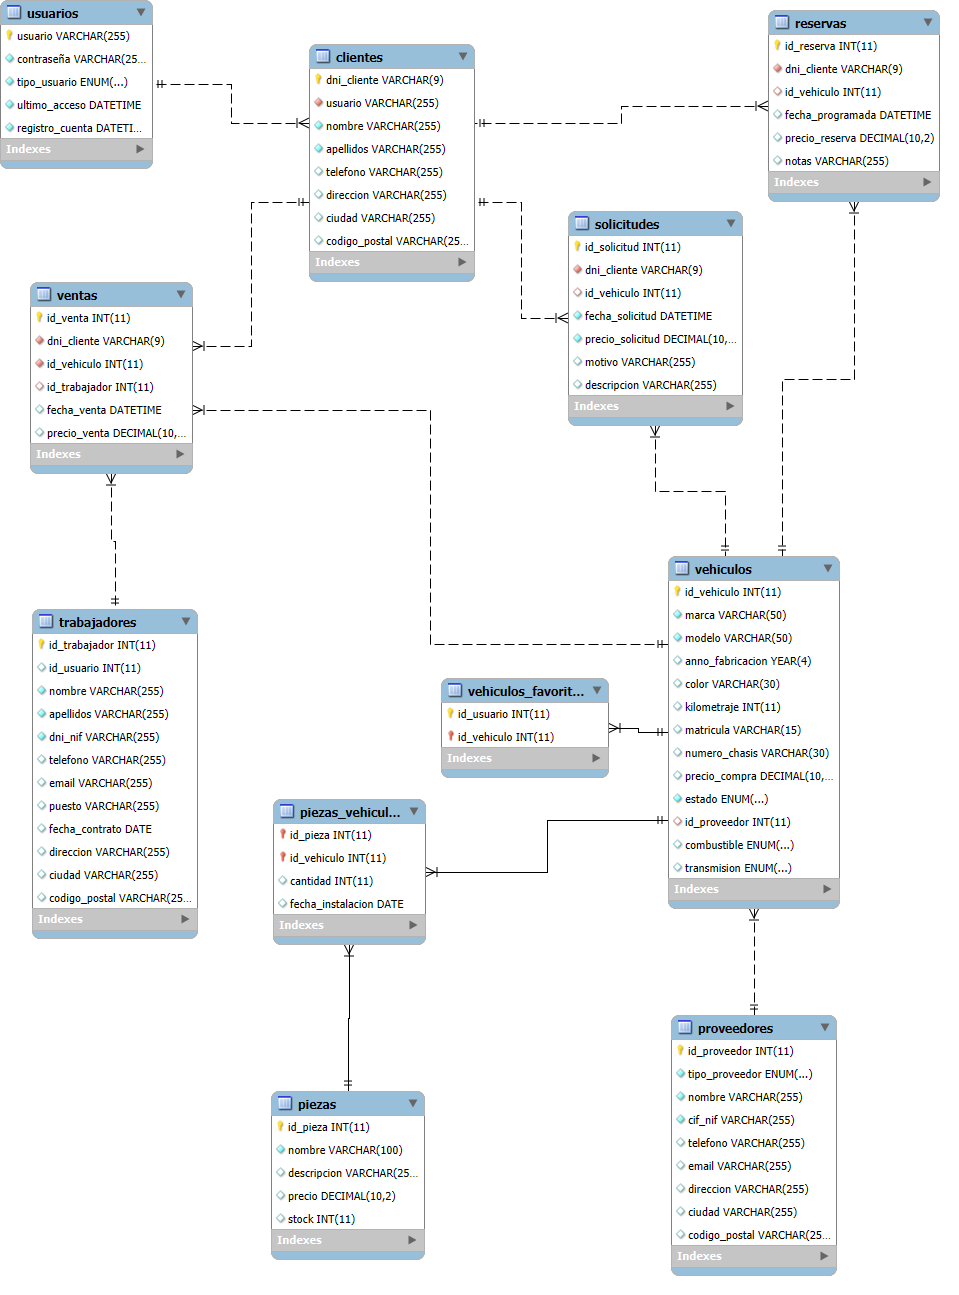 usuarios
usuario VARCHAR(255)
contraseña VARCHAR(25...
tipo_usuario ENUM(...)
ultimo_acceso DATETIME
registro_cuenta DATETI...
Indexes
clientes
dni_cliente VARCHAR(9)
usuario VARCHAR(255)
nombre VARCHAR(255)
apellidos VARCHAR(255)
telefono VARCHAR(255)
direccion VARCHAR(255)
ciudad VARCHAR(255)
codigo_postal VARCHAR(25...
Indexes
reservas
id_reserva INT(11)
dni_cliente VARCHAR(9)
id_vehiculo INT(11)
fecha_programada DATETIME
precio_reserva DECIMAL(10,2)
notas VARCHAR(255)
Indexes
solicitudes
id_solicitud INT(11)
dni_cliente VARCHAR(9)
id_vehiculo INT(11)
fecha_solicitud DATETIME
precio_solicitud DECIMAL(10,...
motivo VARCHAR(255)
descripcion VARCHAR(255)
Indexes
ventas
id_venta INT(11)
dni_cliente VARCHAR(9)
id_vehiculo INT(11)
id_trabajador INT(11)
fecha_venta DATETIME
precio_venta DECIMAL(10,...
Indexes
trabajadores
id_trabajador INT(11)
id_usuario INT(11)
nombre VARCHAR(255)
apellidos VARCHAR(255)
dni_nif VARCHAR(255)
telefono VARCHAR(255)
email VARCHAR(255)
puesto VARCHAR(255)
fecha_contrato DATE
direccion VARCHAR(255)
ciudad VARCHAR(255)
codigo_postal VARCHAR(25...
Indexes
vehiculos
id_vehiculo INT(11)
marca VARCHAR(50)
modelo VARCHAR(50)
anno_fabricacion YEAR(4)
color VARCHAR(30)
kilometraje INT(11)
matricula VARCHAR(15)
numero_chasis VARCHAR(30)
precio_compra DECIMAL(10,...
estado ENUM(...)
id_proveedor INT(11)
combustible ENUM(...)
transmision ENUM(...)
Indexes
vehiculos_favorit...
id_usuario INT(11)
id_vehiculo INT(11)
Indexes
piezas_vehicul...
id_pieza INT(11)
id_vehiculo INT(11)
cantidad INT(11)
fecha_instalacion DATE
Indexes
piezas
id_pieza INT(11)
nombre VARCHAR(100)
descripcion VARCHAR(25...
precio DECIMAL(10,2)
stock INT(11)
Indexes
proveedores
id_proveedor INT(11)
tipo_proveedor ENUM(...)
nombre VARCHAR(255)
cif_nif VARCHAR(255)
telefono VARCHAR(255)
email VARCHAR(255)
direccion VARCHAR(255)
ciudad VARCHAR(255)
codigo_postal VARCHAR(25...
Indexes